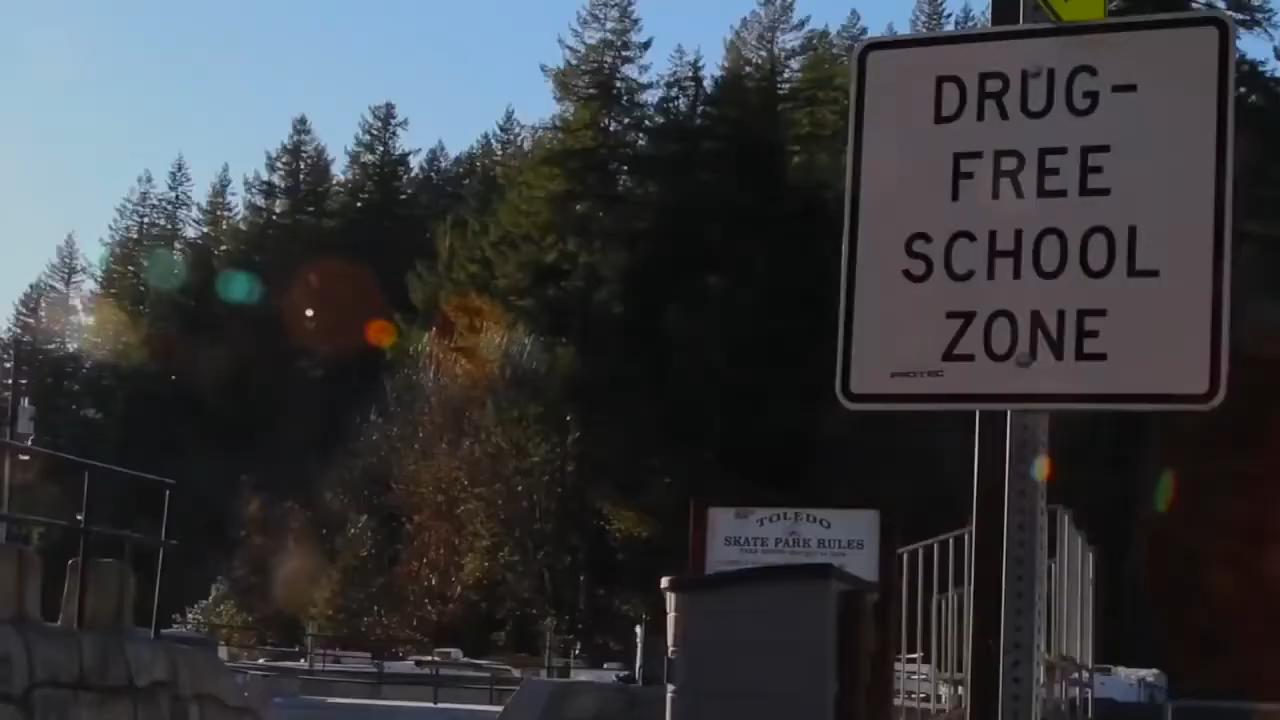 DRUG-
FREE
SCHOOL
ZONE
TOLEDO
SKATE PARK RULES